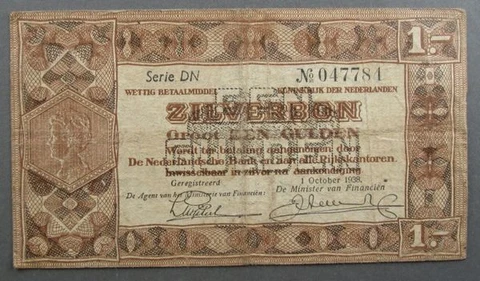 1.-
Serie DN № 047784
WETTIG BETAALMIDDEL KONINKRIJK DER NEDERLANDEN
ZILVERBON
Groot EEN GULDEN
Wordt ter betaling aangenomen door
De Nederlandsche Bank en aan alle Rijkskantoren
Inwisselbaar in zilver na Aankondiging
1 October 1938.
Geregistreerd
De Agent van het Ministerie van Financiën: De Minister van Financiën
1.-